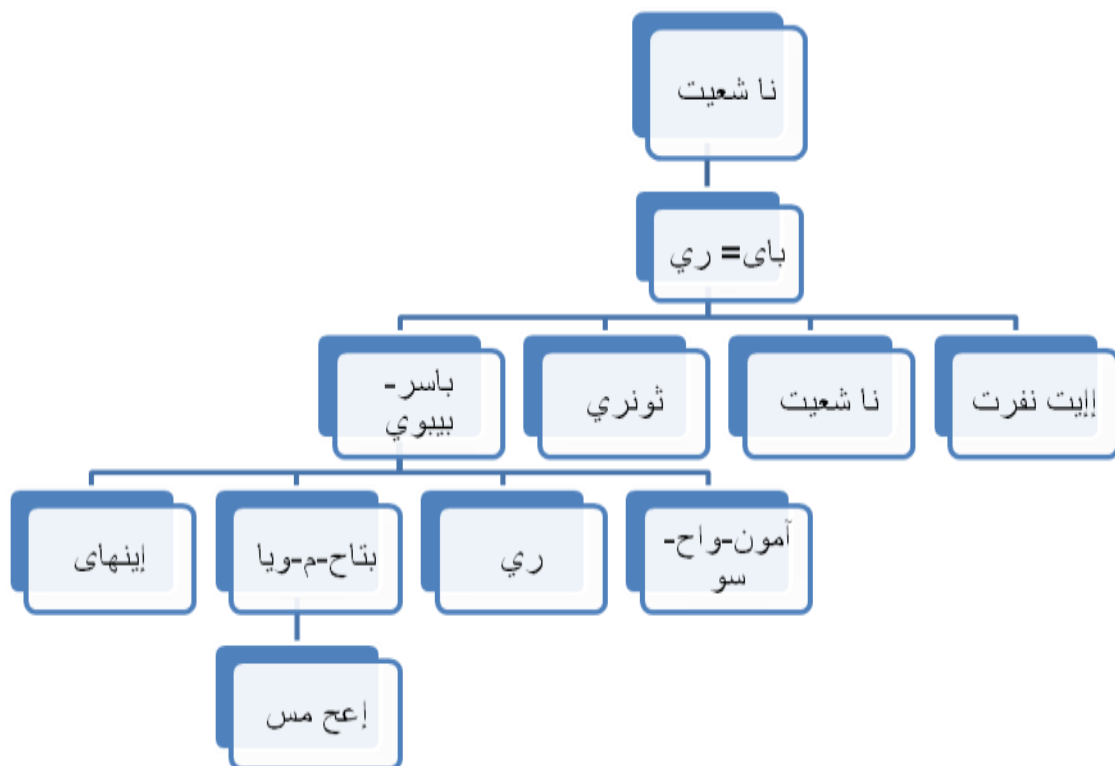 نا شعيت
باى= ري
إإيت نفرت
نا شعيت
ثونري
باسر-
بيبوي
آمون-واح-
سو
ري
بتاح-م-ويا
إينهاى
إعح مس